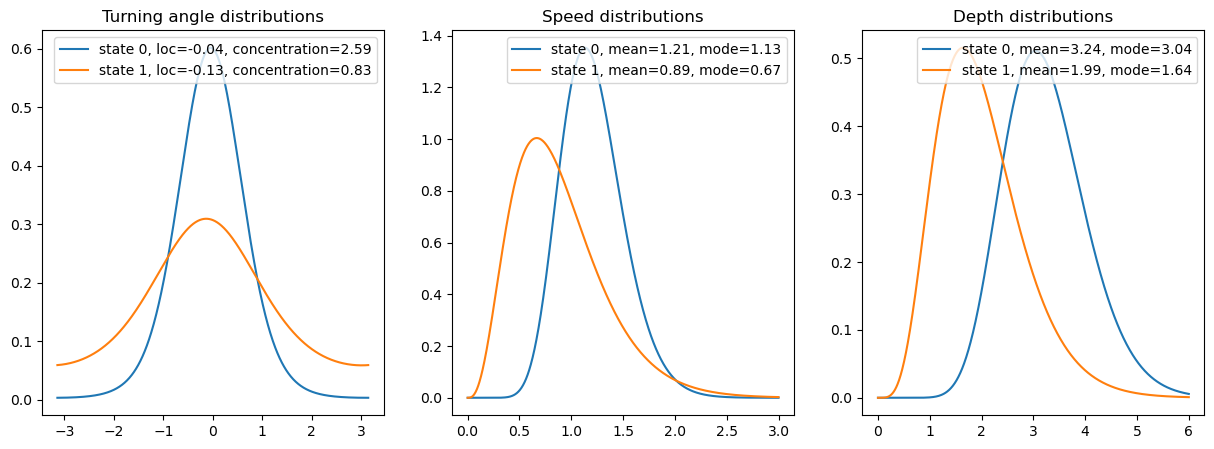 Turning angle distributions
state 0, loc=-0.04, concentration=2.59
state 1, loc=-0.13, concentration=0.83
0.6
0.5
0.4
0.3
0.2
0.1
0.0
−3 −2 −1 0 1 2 3
Speed distributions
state 0, mean=1.21, mode=1.13
state 1, mean=0.89, mode=0.67
1.4
1.2
1.0
0.8
0.6
0.4
0.2
0.0
0.0 0.5 1.0 1.5 2.0 2.5 3.0
Depth distributions
state 0, mean=3.24, mode=3.04
state 1, mean=1.99, mode=1.64
0.5
0.4
0.3
0.2
0.1
0.0
0 1 2 3 4 5 6